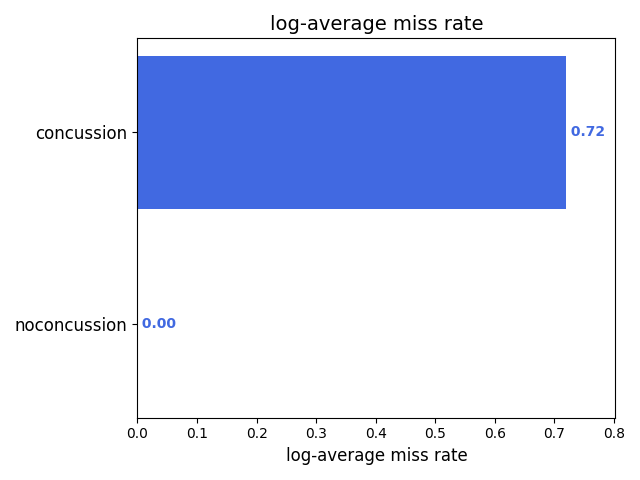 log-average miss rate
concussion
0.72
noconcussion
0.00
0.0 0.1 0.2 0.3 0.4 0.5 0.6 0.7 0.8
log-average miss rate